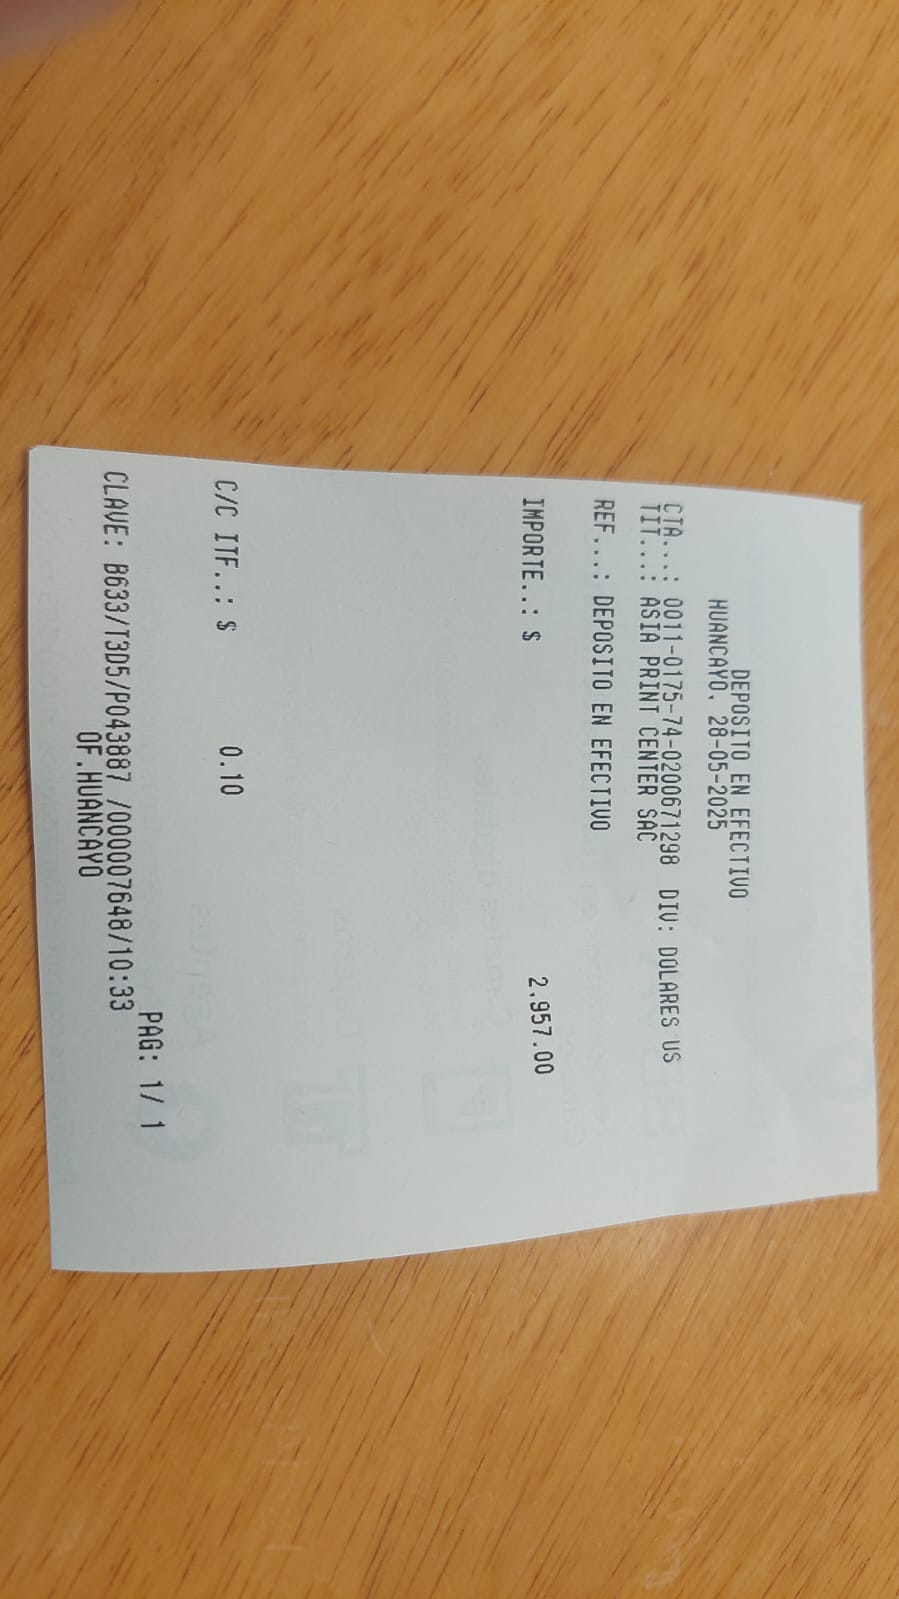 DEPOSITO EN EFECTIVO
HUANCAYO. 28-05-2025
CTA...: 0011-0175-74-0200671298 DIV: DOLARES US
TIT...: ASIA PRINT CENTER SAC
REF...: DEPOSITO EN EFECTIVO
IMPORTE..: $ 2.957.00
C/C ITF..: $ 0.10
PAG: 1/ 1
CLAVE: B633/T3D5/P043887 /000007648/10:33
OF.HUANCAYO